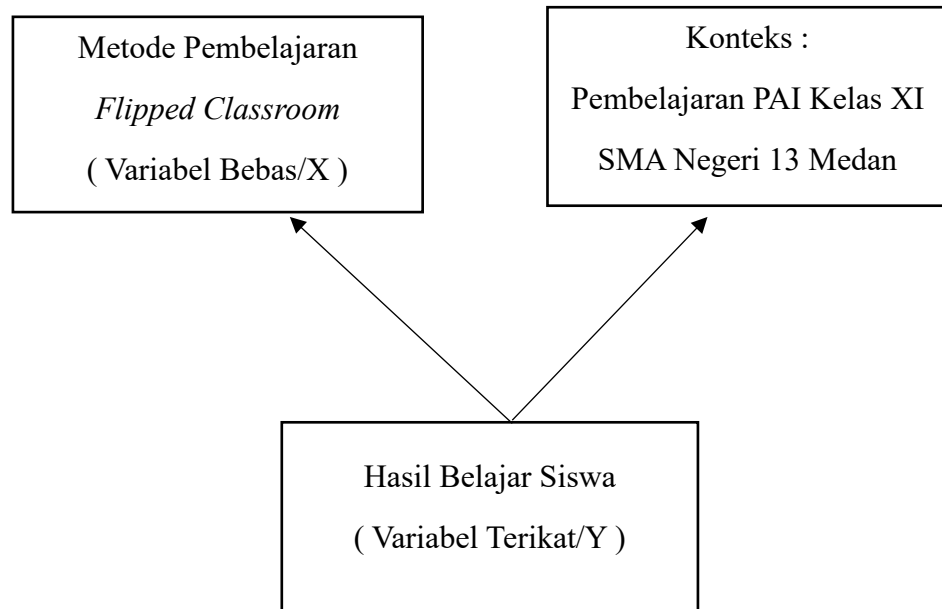 Metode Pembelajaran
Flipped Classroom
( Variabel Bebas/X )
Konteks :
Pembelajaran PAI Kelas XI
SMA Negeri 13 Medan
Hasil Belajar Siswa
( Variabel Terikat/Y )